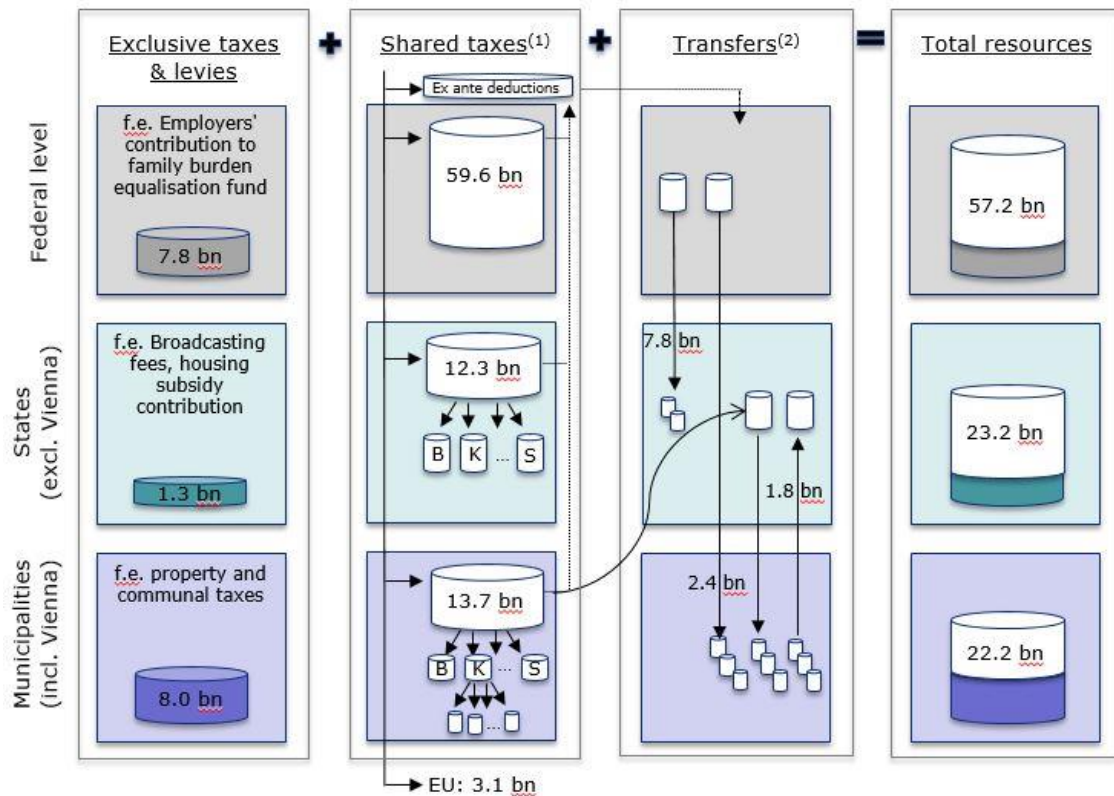 Exclusive taxes
& levies
+
Shared taxes(1)
+
Transfers(2)
=
Total resources
Federal level
f.e. Employers'
contribution to
family burden
equalisation fund
7.8 bn
Ex ante deductions
59.6 bn
57.2 bn
States
(excl. Vienna)
f.e. Broadcasting
fees, housing
subsidy
contribution
1.3 bn
12.3 bn
B K ... S
7.8 bn
1.8 bn
23.2 bn
Municipalities
(incl. Vienna)
f.e. property and
communal taxes
8.0 bn
13.7 bn
B K ... S
...
2.4 bn
22.2 bn
EU: 3.1 bn